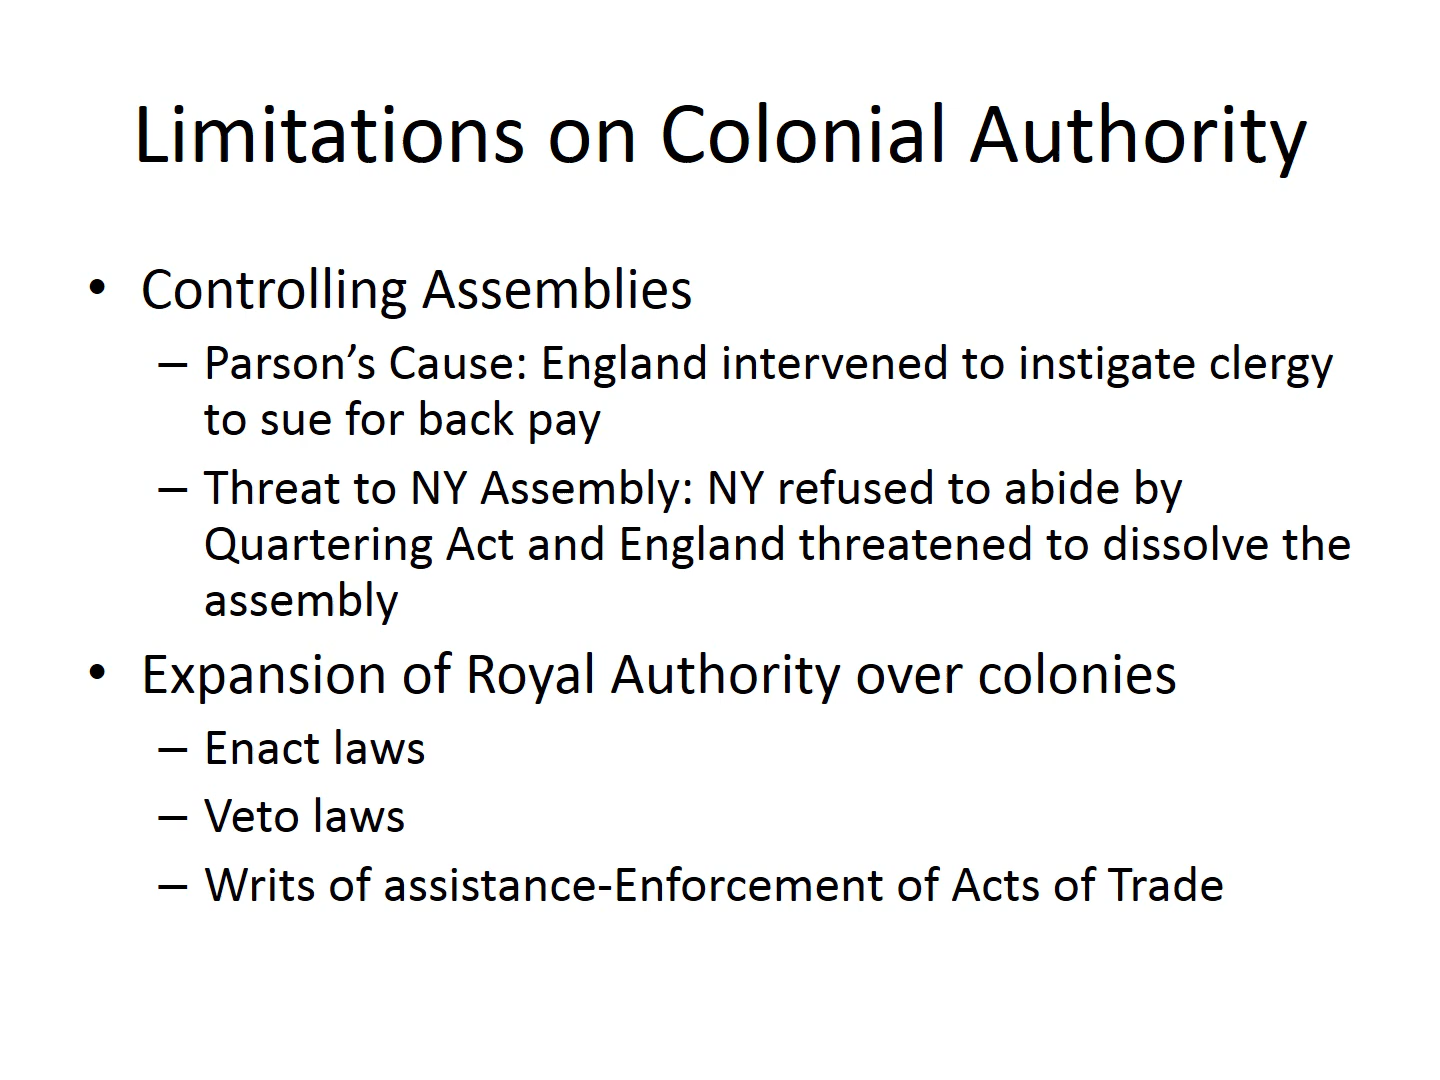 Limitations on Colonial Authority
• Controlling Assemblies
– Parson’s Cause: England intervened to instigate clergy
to sue for back pay
– Threat to NY Assembly: NY refused to abide by
Quartering Act and England threatened to dissolve the
assembly
• Expansion of Royal Authority over colonies
– Enact laws
– Veto laws
– Writs of assistance-Enforcement of Acts of Trade